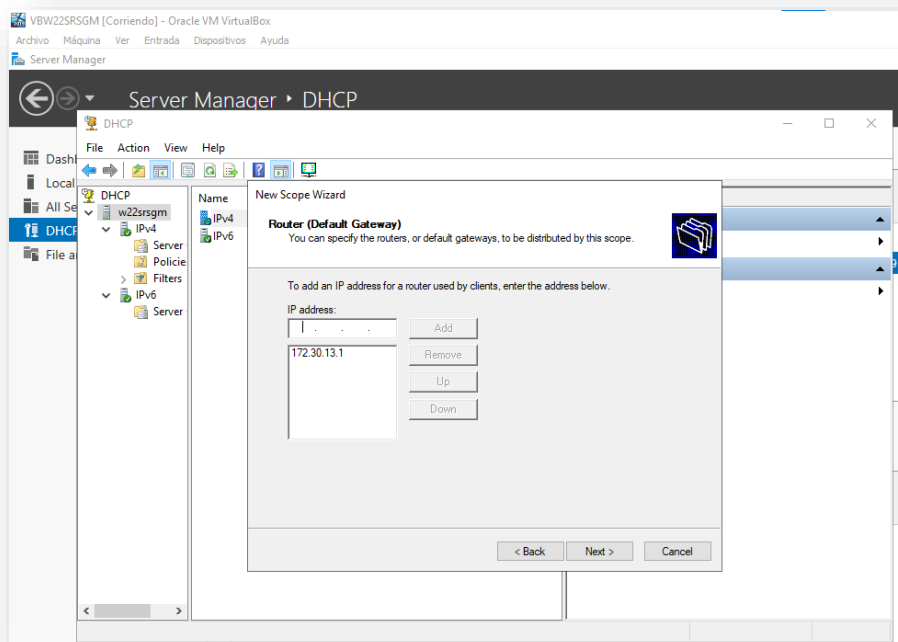 VBW22SRSGM [Corriendo] - Oracle VM VirtualBox
Archivo Máquina Ver Entrada Dispositivos Ayuda
Server Manager
Server Manager • DHCP
DHCP
File Action View Help
Dash
Local
All Se
DHCP
File a
DHCP
w22srsgm
IPv4
Server
Policie
Filters
IPv6
Server
Name
IPv4
IPv6
New Scope Wizard
Router (Default Gateway)
You can specify the routers, or default gateways, to be distributed by this scope.
To add an IP address for a router used by clients, enter the address below.
IP address:
. . .
Add
172.30.13.1
Remove
Up
Down
< Back Next > Cancel